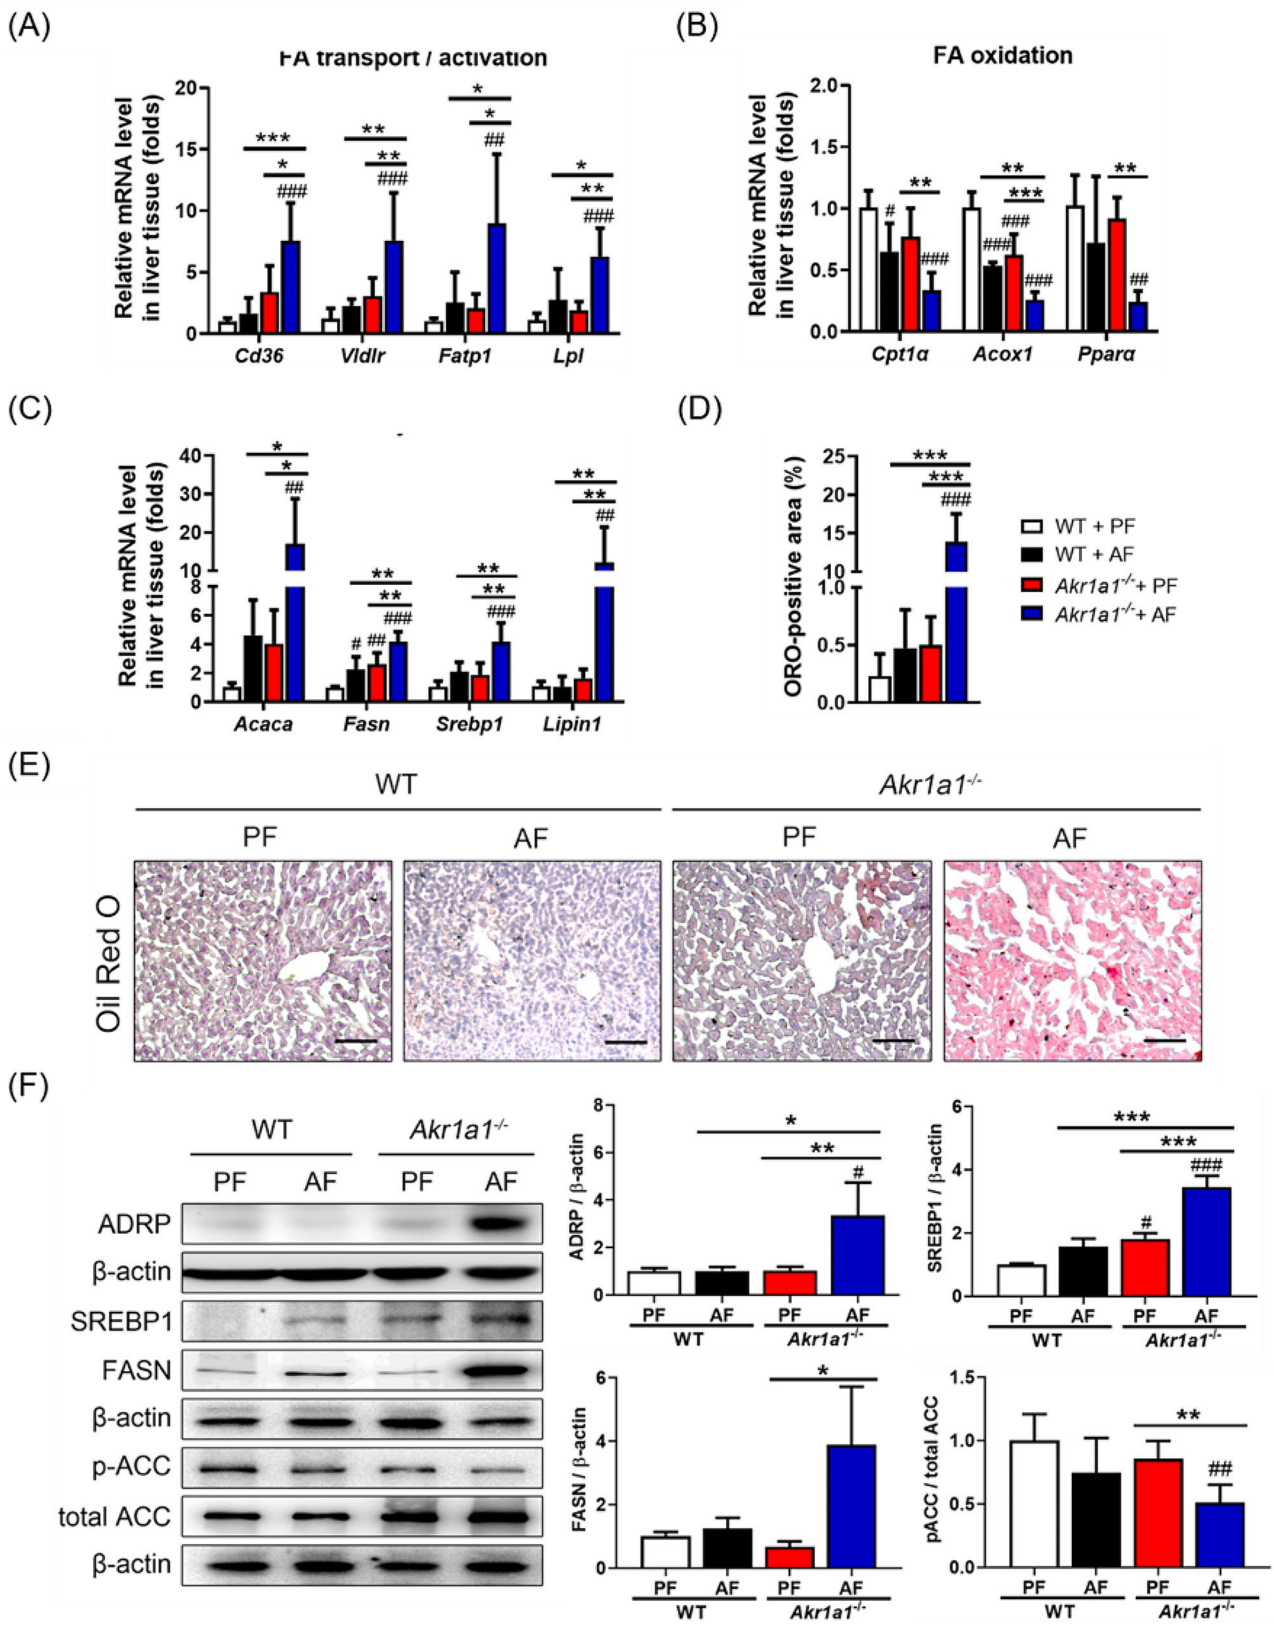 (A)
FA transport / activation
Relative mRNA level
in liver tissue (folds)
20
15
10
5
0
***
*
###
**
**
###
*
*
##
*
**
###
Cd36
Vldlr
Fatp1
Lpl
(B)
FA oxidation
Relative mRNA level
in liver tissue (folds)
2.0
1.5
1.0
0.5
0.0
#
**
###
**
***
###
###
###
**
##
Cpt1α
Acox1
Pparα
(C)
Relative mRNA level
in liver tissue (folds)
40
30
20
10
8
6
4
2
0
*
*
##
**
**
#
##
###
**
**
###
**
**
##
Acaca
Fasn
Srebp1
Lipin1
(D)
ORO-positive area (%)
25
20
15
10
1.0
0.5
0.0
***
***
###
WT + PF
WT + AF
Akr1a1-/-+ PF
Akr1a1-/-+ AF
(E)
WT
Akr1a1-/-
PF
AF
PF
AF
Oil Red O
(F)
WT
Akr1a1-/-
PF
AF
PF
AF
ADRP
β-actin
SREBP1
FASN
β-actin
p-ACC
total ACC
β-actin
ADRP / β-actin
8
6
4
2
0
*
**
#
PF
AF
PF
AF
WT
Akr1a1-/-
SREBP1 / β-actin
6
4
2
0
***
***
#
###
PF
AF
PF
AF
WT
Akr1a1-/-
FASN / β-actin
6
4
2
0
*
PF
AF
PF
AF
WT
Akr1a1-/-
pACC / total ACC
1.5
1.0
0.5
0.0
**
##
PF
AF
PF
AF
WT
Akr1a1-/-